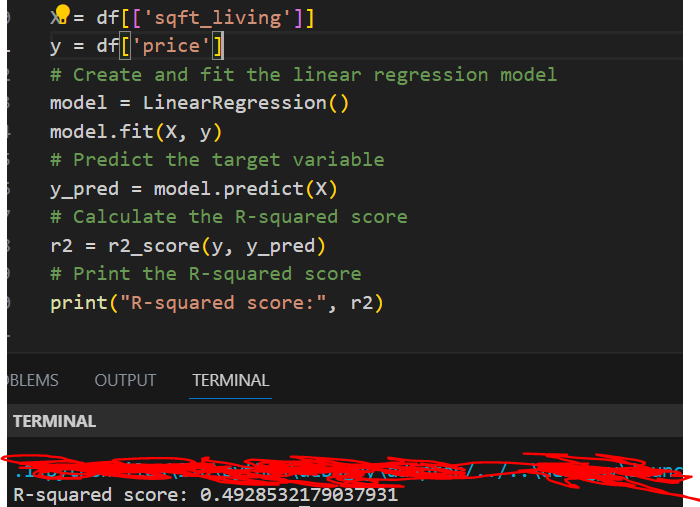 X = df[['sqft_living']]
y = df['price']
# Create and fit the linear regression model
model = LinearRegression()
model.fit(X, y)
# Predict the target variable
y_pred = model.predict(X)
# Calculate the R-squared score
r2 = r2_score(y, y_pred)
# Print the R-squared score
print("R-squared score:", r2)
OBLEMS OUTPUT TERMINAL
TERMINAL
R-squared score: 0.4928532179037931